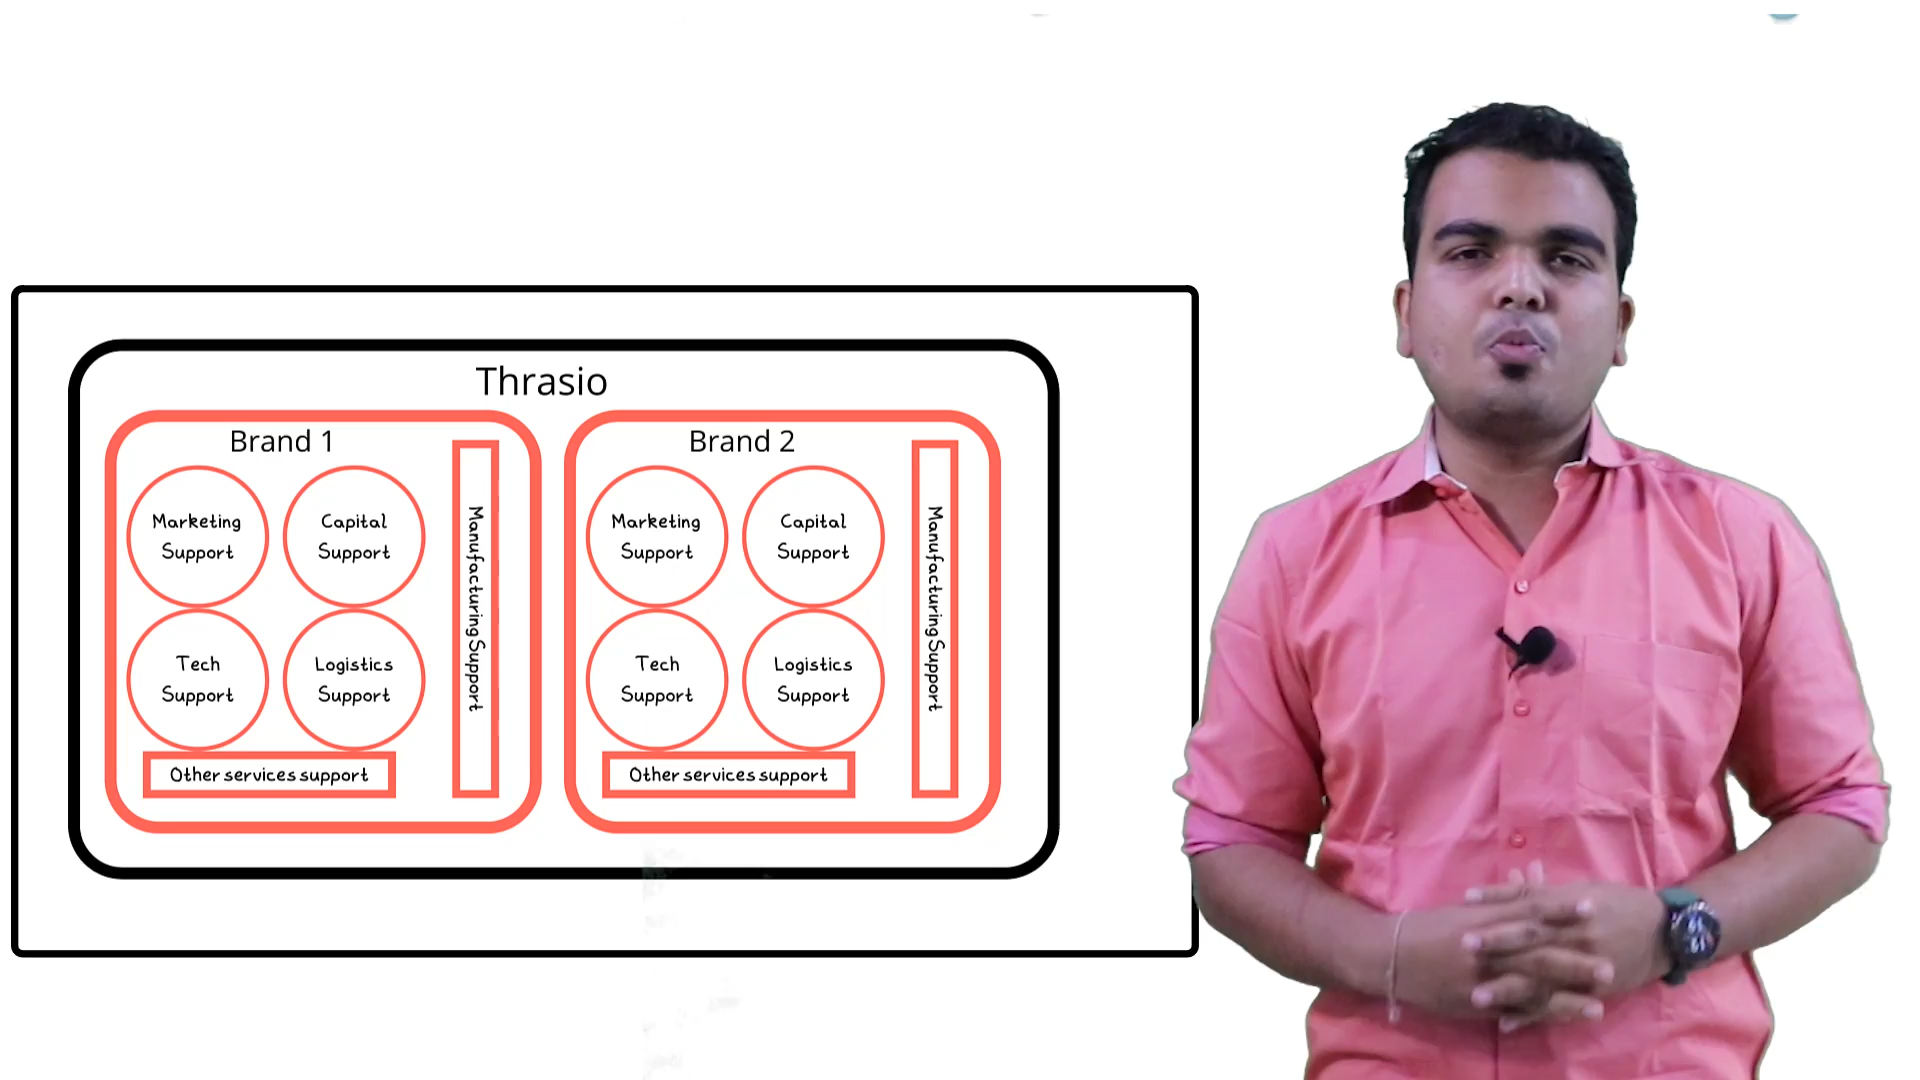 Thrasio
Brand 1
Marketing
Support
Capital
Support
Tech
Support
Logistics
Support
Other services support
Manufacturing Support
Brand 2
Marketing
Support
Capital
Support
Tech
Support
Logistics
Support
Other services support
Manufacturing Support